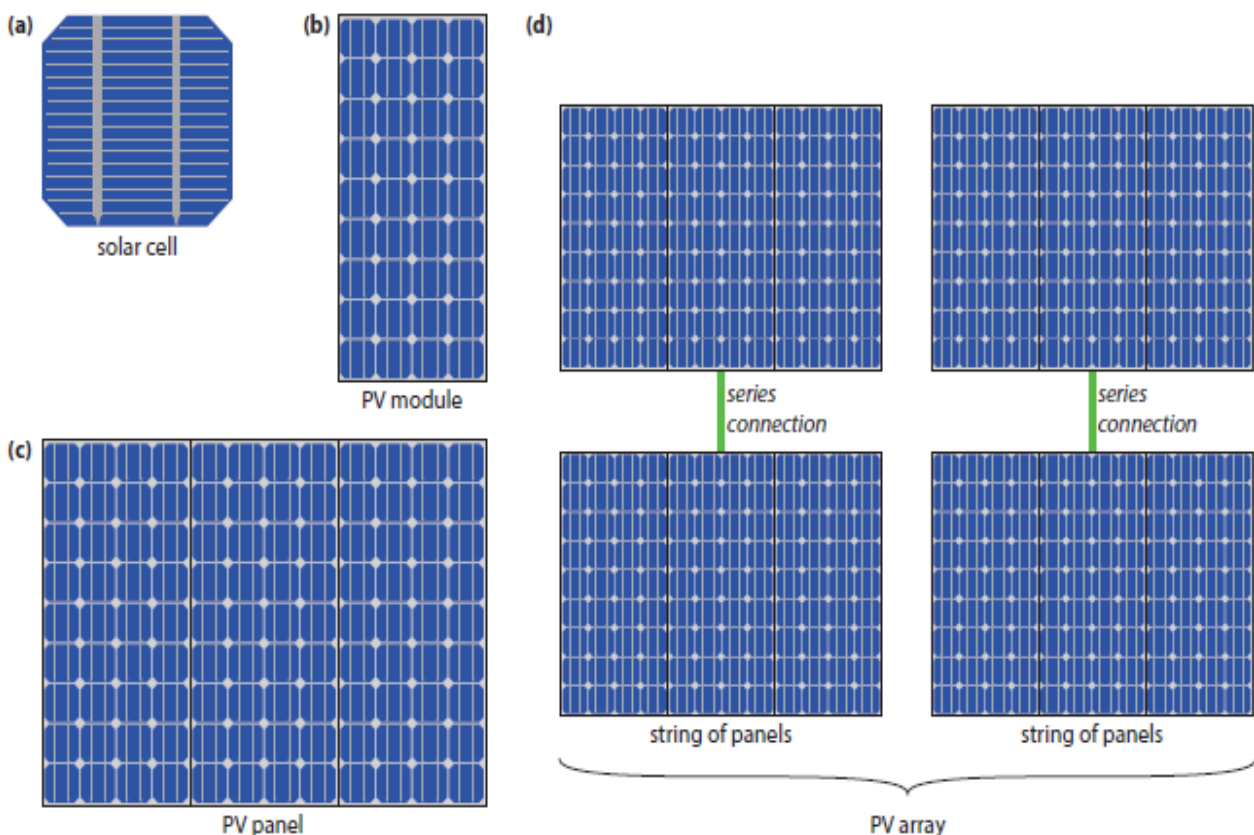 (a)
solar cell
(b)
PV module
(c)
PV panel
(d)
series
connection
series
connection
string of panels
string of panels
PV array